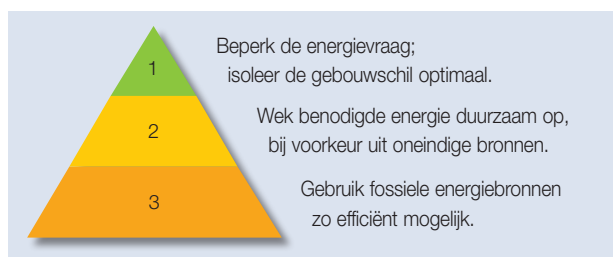 1
Beperk de energievraag;
isoleer de gebouwschil optimaal.
2
Wek benodigde energie duurzaam op,
bij voorkeur uit oneindige bronnen.
3
Gebruik fossiele energiebronnen
zo efficiënt mogelijk.